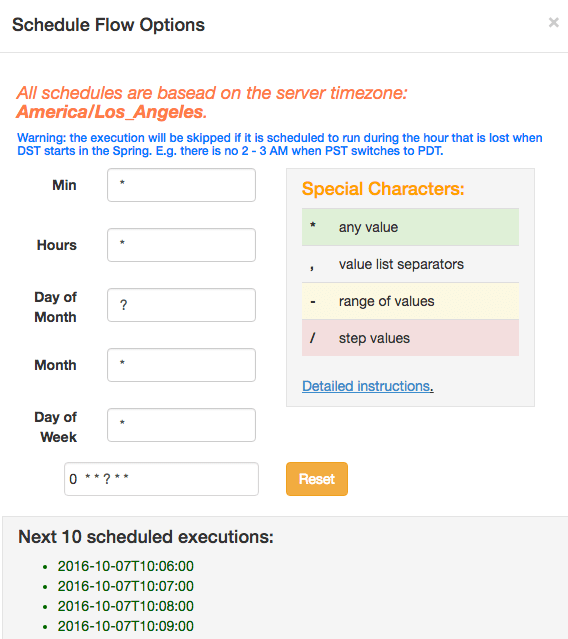 Schedule Flow Options
×
All schedules are basead on the server timezone:
America/Los_Angeles.
Warning: the execution will be skipped if it is scheduled to run during the hour that is lost when
DST starts in the Spring. E.g. there is no 2 - 3 AM when PST switches to PDT.
Min *
Hours *
Day of
Month ?
Month *
Day of
Week *
0 * * ? * *
Special Characters:
* any value
, value list separators
- range of values
/ step values
Detailed instructions.
Reset
Next 10 scheduled executions:
• 2016-10-07T10:06:00
• 2016-10-07T10:07:00
• 2016-10-07T10:08:00
• 2016-10-07T10:09:00